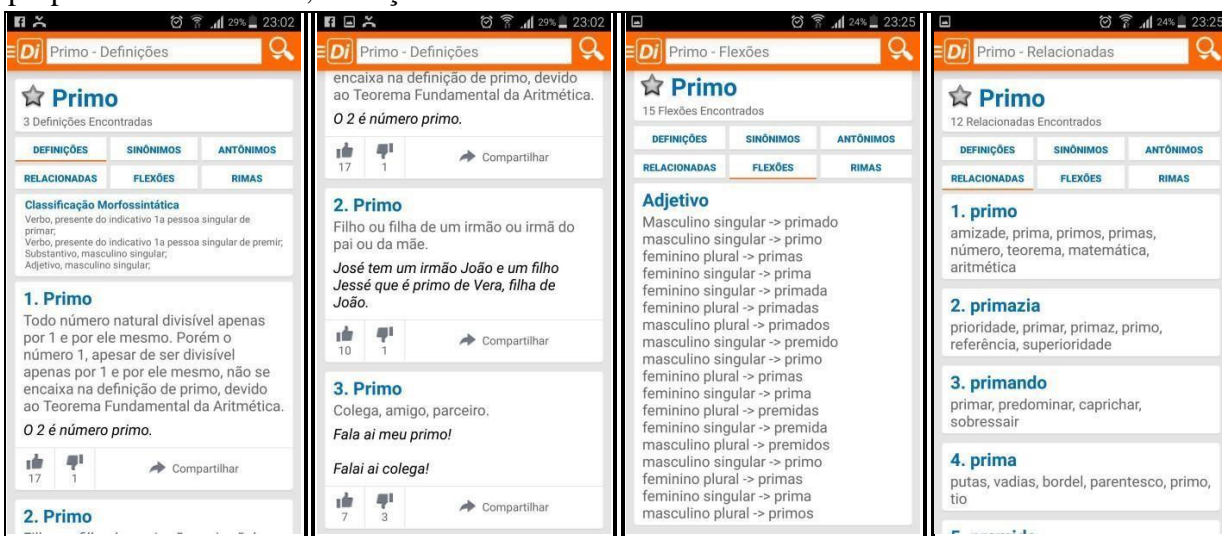 29% 23:02
Di Primo - Definições
Primo
3 Definições Encontradas
DEFINIÇÕES SINÔNIMOS ANTÔNIMOS
RELACIONADAS FLEXÕES RIMAS
Classificação Morfossintática
Verbo, presente do indicativo 1a pessoa singular de
primar;
Verbo, presente do indicativo 1a pessoa singular de premir;
Substantivo, masculino singular;
Adjetivo, masculino singular;
1. Primo
Todo número natural divisível apenas
por 1 e por ele mesmo. Porém o
número 1, apesar de ser divisível
apenas por 1 e por ele mesmo, não se
encaixa na definição de primo, devido
ao Teorema Fundamental da Aritmética.
O 2 é número primo.
17 1 Compartilhar
2. Primo
29% 23:02
Di Primo - Definições
encaixa na definição de primo, devido
ao Teorema Fundamental da Aritmética.
O 2 é número primo.
17 1 Compartilhar
2. Primo
Filho ou filha de um irmão ou irmã do
pai ou da mãe.
José tem um irmão João e um filho
Jessé que é primo de Vera, filha de
João.
10 1 Compartilhar
3. Primo
Colega, amigo, parceiro.
Fala ai meu primo!
Falai ai colega!
7 3 Compartilhar
24% 23:25
Di Primo - Flexões
Primo
15 Flexões Encontrados
DEFINIÇÕES SINÔNIMOS ANTÔNIMOS
RELACIONADAS FLEXÕES RIMAS
Adjetivo
Masculino singular -> primado
masculino singular -> primo
feminino plural -> primas
feminino singular -> prima
feminino singular -> primada
feminino plural -> primadas
masculino plural -> primados
masculino singular -> premido
masculino singular -> primo
feminino plural -> primas
feminino singular -> prima
feminino plural -> premidas
feminino singular -> premida
masculino plural -> premidos
masculino singular -> primo
feminino plural -> primas
feminino singular -> prima
masculino plural -> primos
24% 23:25
Di Primo - Relacionadas
Primo
12 Relacionadas Encontrados
DEFINIÇÕES SINÔNIMOS ANTÔNIMOS
RELACIONADAS FLEXÕES RIMAS
1. primo
amizade, prima, primos, primas,
número, teorema, matemática,
aritmética
2. primazia
prioridade, primar, primaz, primo,
referência, superioridade
3. primando
primar, predominar, caprichar,
sobressair
4. prima
putas, vadias, bordel, parentesco, primo,
tio